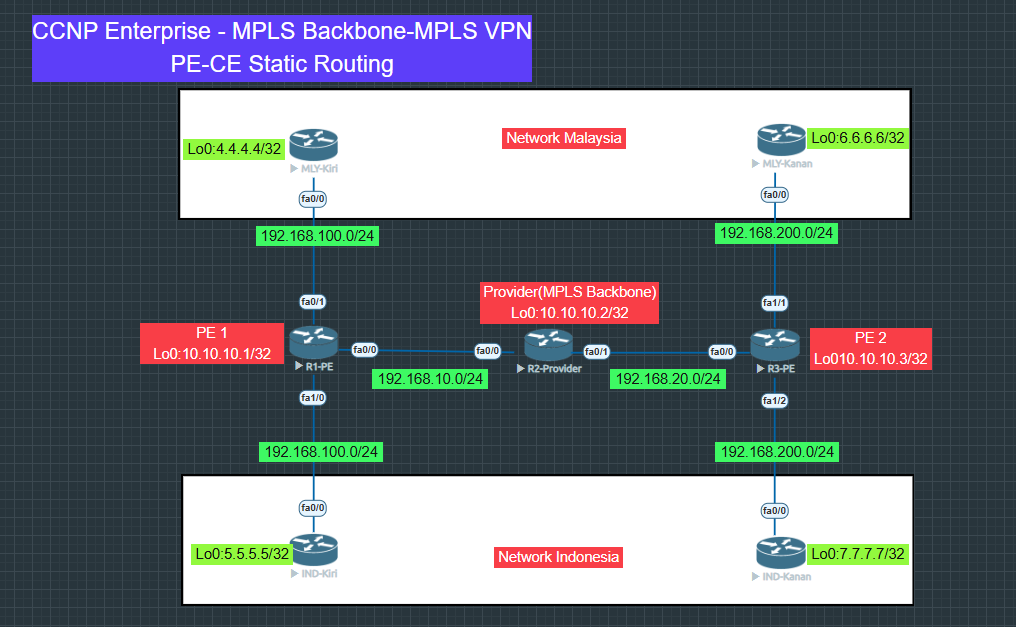 CCNP Enterprise - MPLS Backbone-MPLS VPN
PE-CE Static Routing
Network Malaysia
Lo0:4.4.4.4/32
MLY-Kiri
fa0/0
Lo0:6.6.6.6/32
MLY-Kanan
fa0/0
192.168.100.0/24
192.168.200.0/24
Provider(MPLS Backbone)
Lo0:10.10.10.2/32
fa0/1
fa1/1
PE 1
Lo0:10.10.10.1/32
R1-PE
fa0/0
fa0/0
R2-Provider
fa0/1
fa0/0
R3-PE
PE 2
Lo010.10.10.3/32
192.168.10.0/24
192.168.20.0/24
fa1/0
fa1/2
192.168.100.0/24
192.168.200.0/24
fa0/0
fa0/0
Lo0:5.5.5.5/32
IND-Kiri
Network Indonesia
Lo0:7.7.7.7/32
IND-Kanan